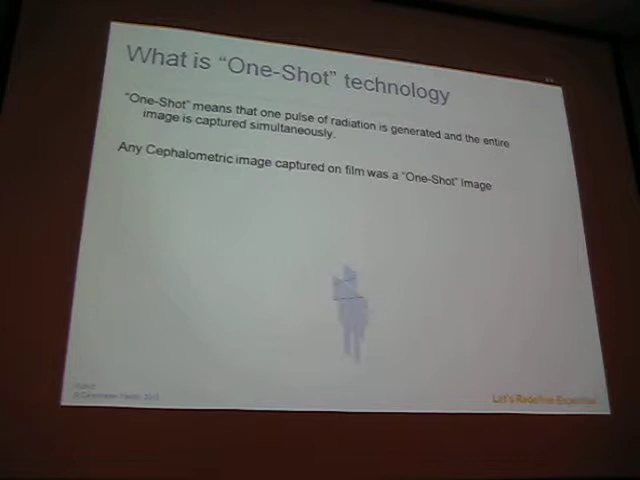 What is "One-Shot" technology
"One-Shot" means that one pulse of radiation is generated and the entire
image is captured simultaneously.
Any Cephalometric image captured on film was a "One-Shot" Image
Let's Redefine Expertise